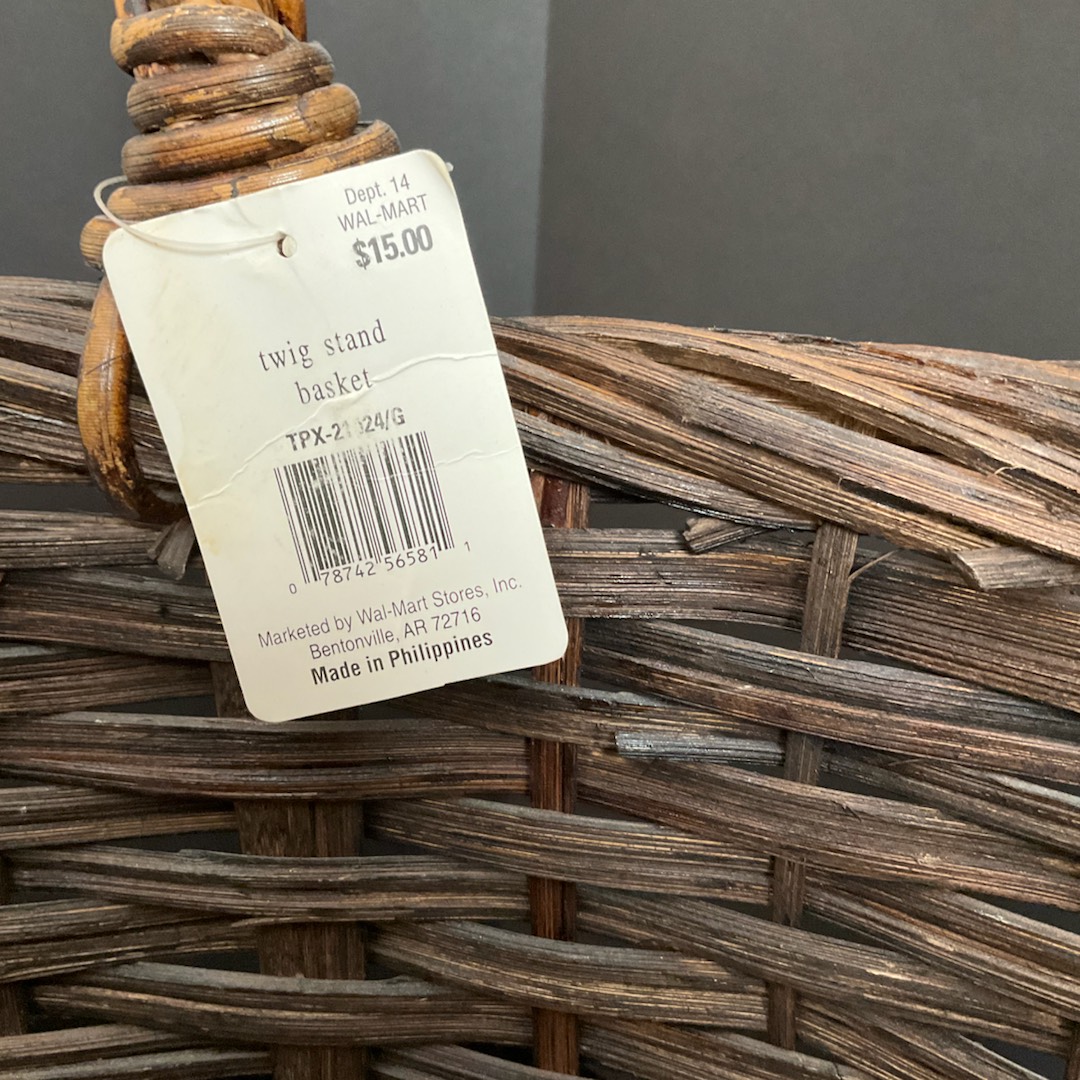 Dept. 14
WAL-MART
$15.00
twig stand
basket
0 78742 56581 1
Marketed by Wal-Mart Stores, Inc.
Bentonville, AR 72716
Made in Philippines